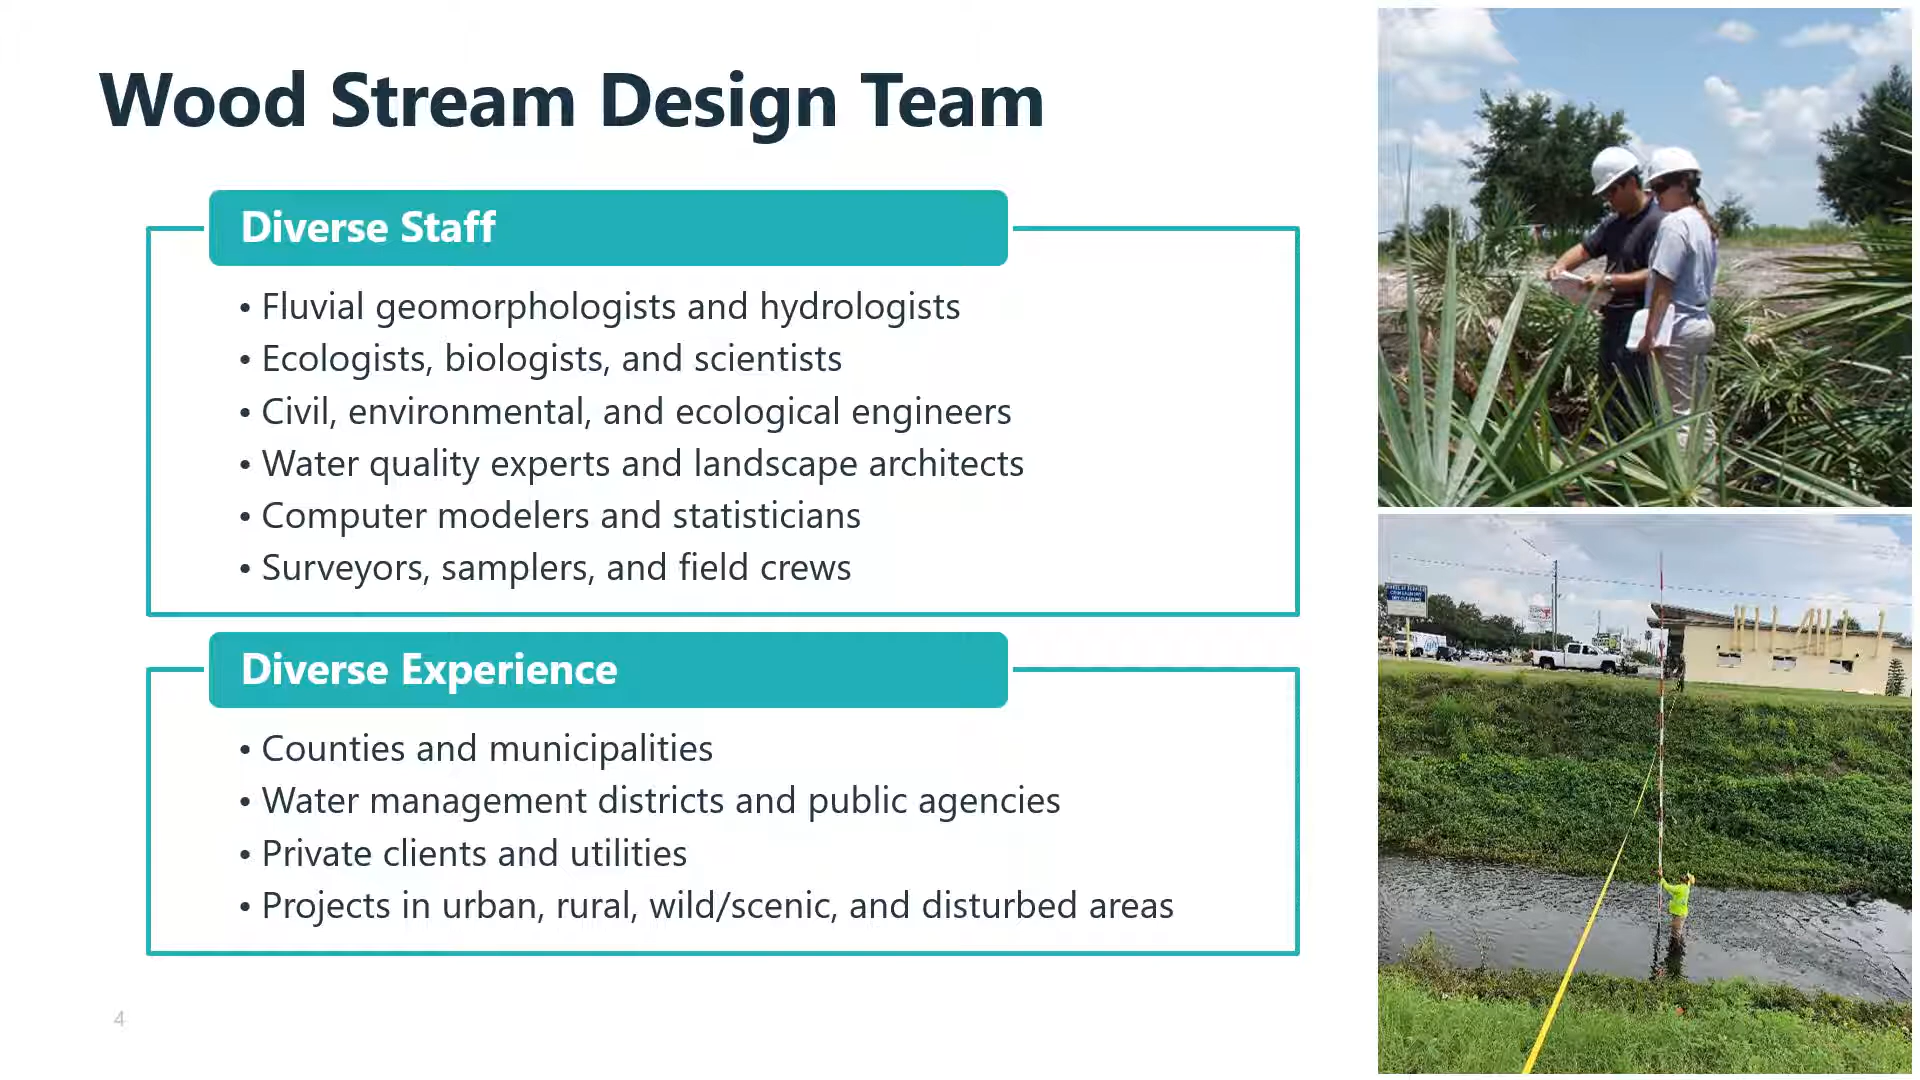 Wood Stream Design Team
Diverse Staff
• Fluvial geomorphologists and hydrologists
• Ecologists, biologists, and scientists
• Civil, environmental, and ecological engineers
• Water quality experts and landscape architects
• Computer modelers and statisticians
• Surveyors, samplers, and field crews
Diverse Experience
• Counties and municipalities
• Water management districts and public agencies
• Private clients and utilities
• Projects in urban, rural, wild/scenic, and disturbed areas
4